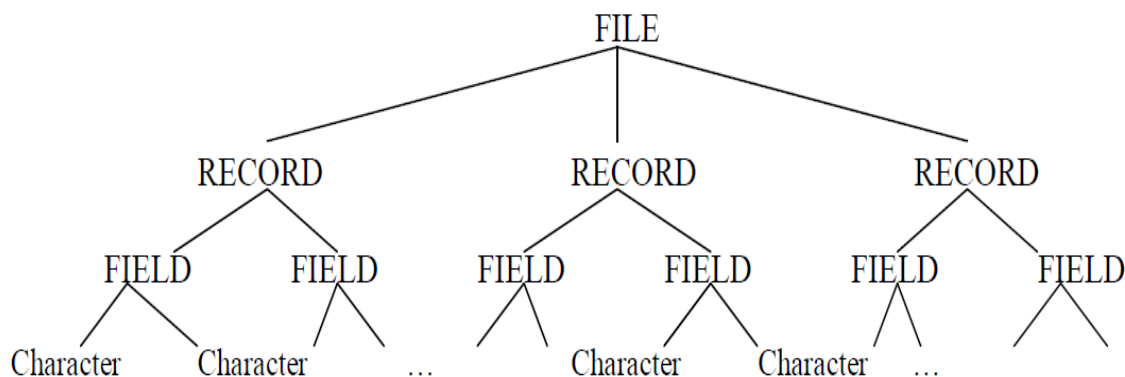 FILE
RECORD RECORD RECORD
FIELD FIELD FIELD FIELD FIELD FIELD
Character Character ... Character Character ...